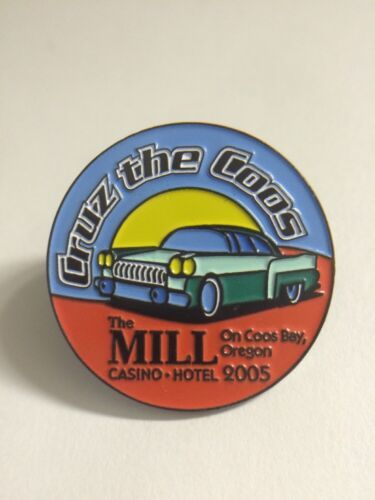 Cruz the Coos
The
MILL
On Coos Bay,
Oregon
CASINO • HOTEL 2005